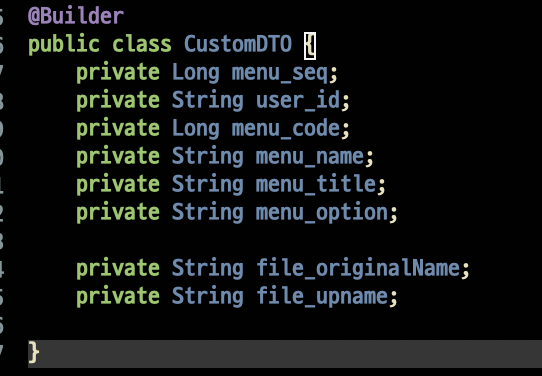 @Builder
public class CustomDTO {
    private Long menu_seq;
    private String user_id;
    private Long menu_code;
    private String menu_name;
    private String menu_title;
    private String menu_option;

    private String file_originalName;
    private String file_upname;

}